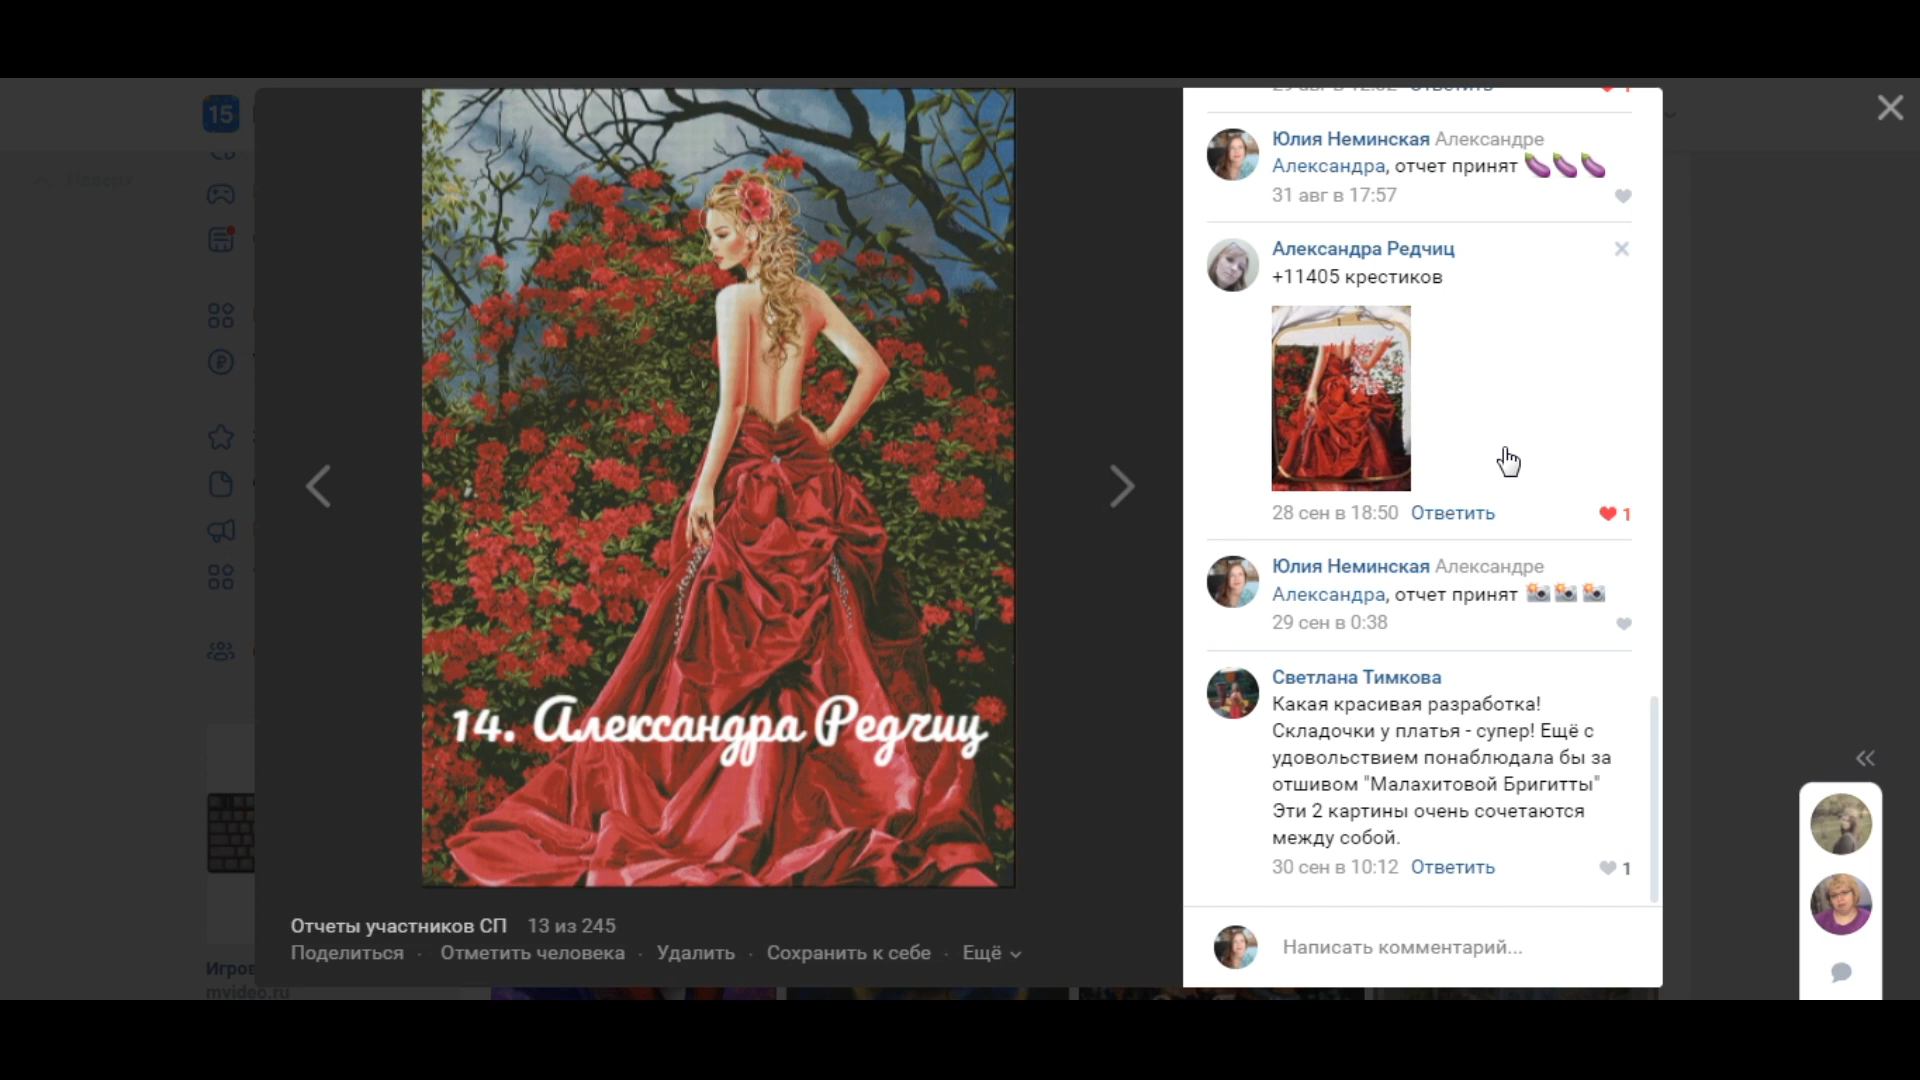 15
14. Александра Редчиц
Отчеты участников СП 13 из 245
Поделиться · Отметить человека · Удалить · Сохранить к себе · Ещё
mvideo.ru
Ответить
1
Юлия Неминская Александре
Александра, отчет принят 🍆🍆🍆
31 авг в 17:57
Александра Редчиц
+11405 крестиков
28 сен в 18:50 Ответить
1
Юлия Неминская Александре
Александра, отчет принят 📸📸📸
29 сен в 0:38
Светлана Тимкова
Какая красивая разработка!
Складочки у платья - супер! Ещё с
удовольствием понаблюдала бы за
отшивом "Малахитовой Бригитты"
Эти 2 картины очень сочетаются
между собой.
30 сен в 10:12 Ответить
1
Написать комментарий...